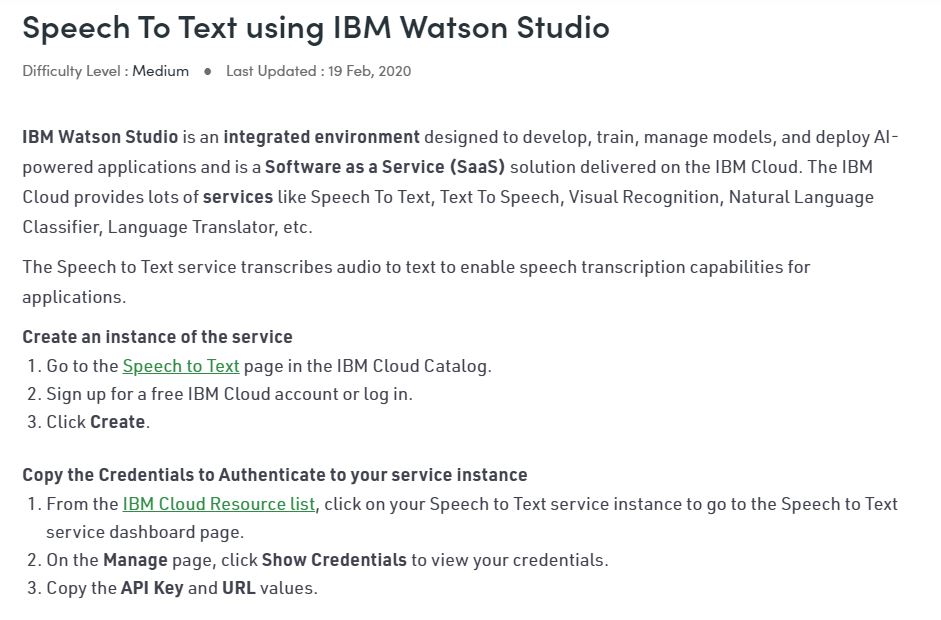 Speech To Text using IBM Watson Studio
Difficulty Level : Medium ● Last Updated : 19 Feb, 2020
IBM Watson Studio is an integrated environment designed to develop, train, manage models, and deploy AI-
powered applications and is a Software as a Service (SaaS) solution delivered on the IBM Cloud. The IBM
Cloud provides lots of services like Speech To Text, Text To Speech, Visual Recognition, Natural Language
Classifier, Language Translator, etc.
The Speech to Text service transcribes audio to text to enable speech transcription capabilities for
applications.
Create an instance of the service
1. Go to the Speech to Text page in the IBM Cloud Catalog.
2. Sign up for a free IBM Cloud account or log in.
3. Click Create.
Copy the Credentials to Authenticate to your service instance
1. From the IBM Cloud Resource list, click on your Speech to Text service instance to go to the Speech to Text
service dashboard page.
2. On the Manage page, click Show Credentials to view your credentials.
3. Copy the API Key and URL values.